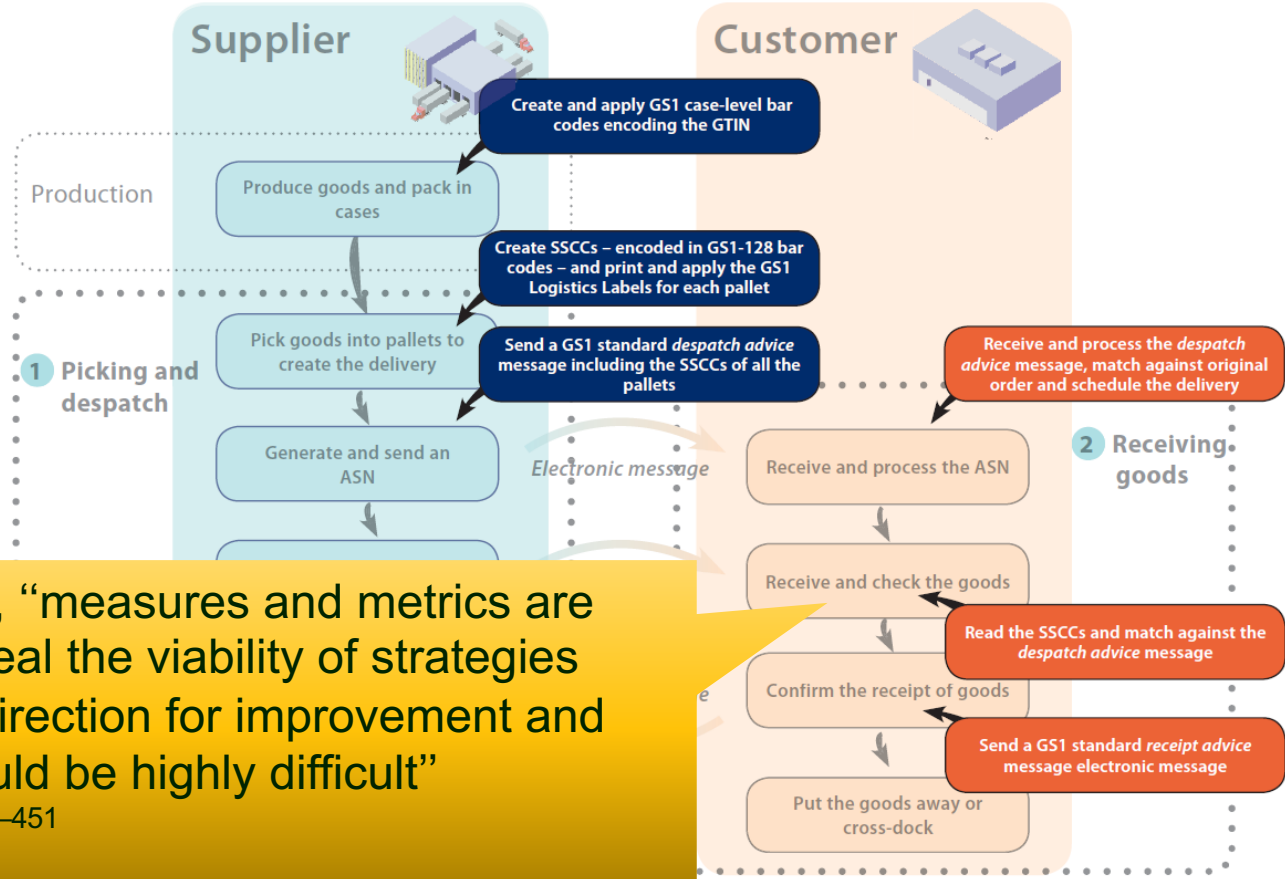 Supplier
Customer
Create and apply GS1 case-level bar
codes encoding the GTIN
Production
Produce goods and pack in
cases
Create SSCCs – encoded in GS1-128 bar
codes – and print and apply the GS1
Logistics Labels for each pallet
1 Picking and
despatch
Pick goods into pallets to
create the delivery
Send a GS1 standard despatch advice
message including the SSCCs of all the
pallets
Receive and process the despatch
advice message, match against original
order and schedule the delivery
Generate and send an
ASN
Electronic message
Receive and process the ASN
2 Receiving
goods
Receive and check the goods
Read the SSCCs and match against the
despatch advice message
Confirm the receipt of goods
Send a GS1 standard receipt advice
message electronic message
Put the goods away or
cross-dock
, “measures and metrics are
eal the viability of strategies
irection for improvement and
uld be highly difficult”
–451